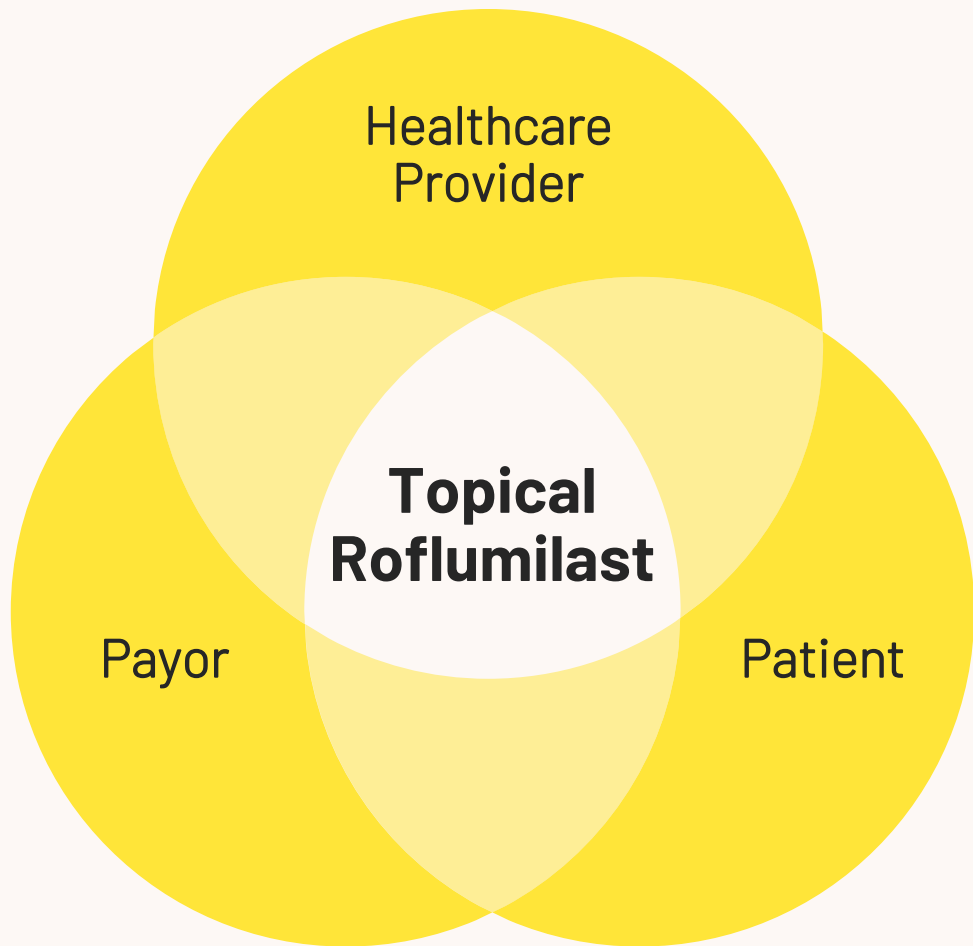 Healthcare
Provider
Topical
Roflumilast
Payor
Patient